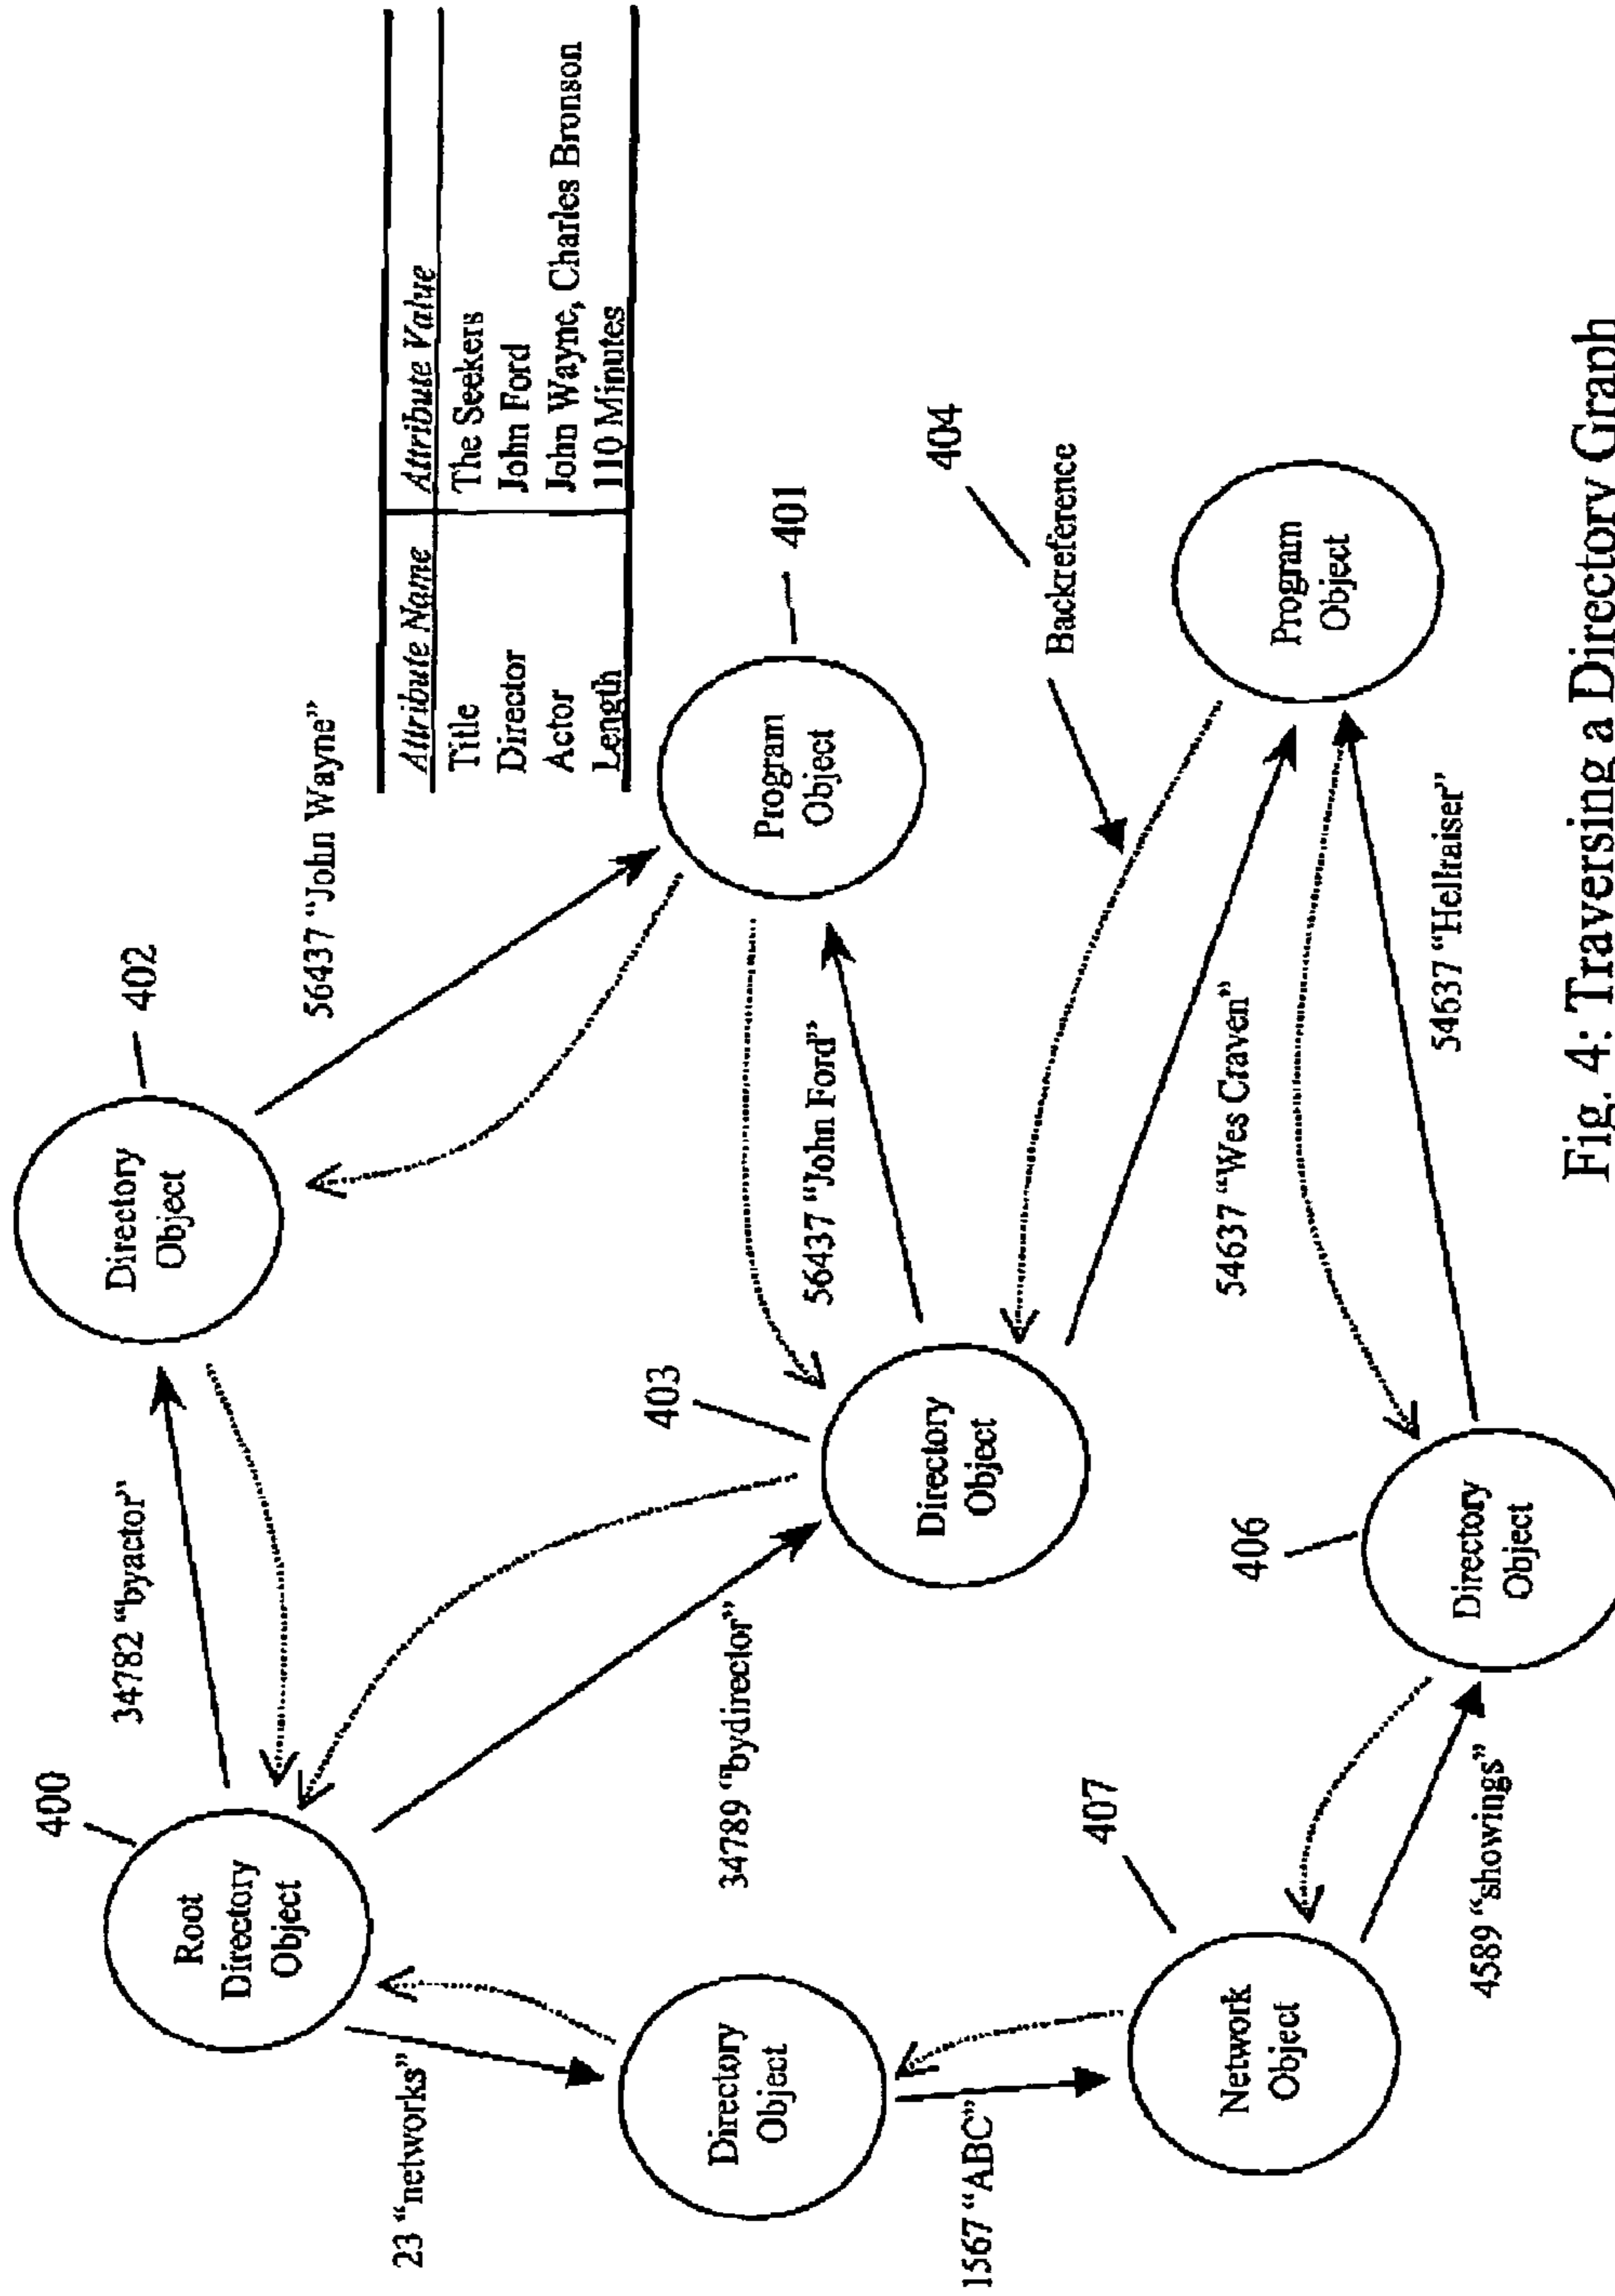 400
Root
Directory
Object
34782 “byactor”
Directory
Object
402
56437 “John Wayne”
Attribute Name
Attribute Value
Title
The Seekers
Director
John Ford
Actor
John Wayne, Charles Bronson
Length
110 Minutes
23 “networks”
34789 “bydirector”
403
Directory
Object
56437 “John Ford”
Program
Object
401
Directory
Object
1567 “ABC”
407
Network
Object
4589 “showings”
406
Directory
Object
54637 “Wes Craven”
Backreference
404
Program
Object
54637 “Hellraiser”
Fig. 4: Traversing a Directory Graph